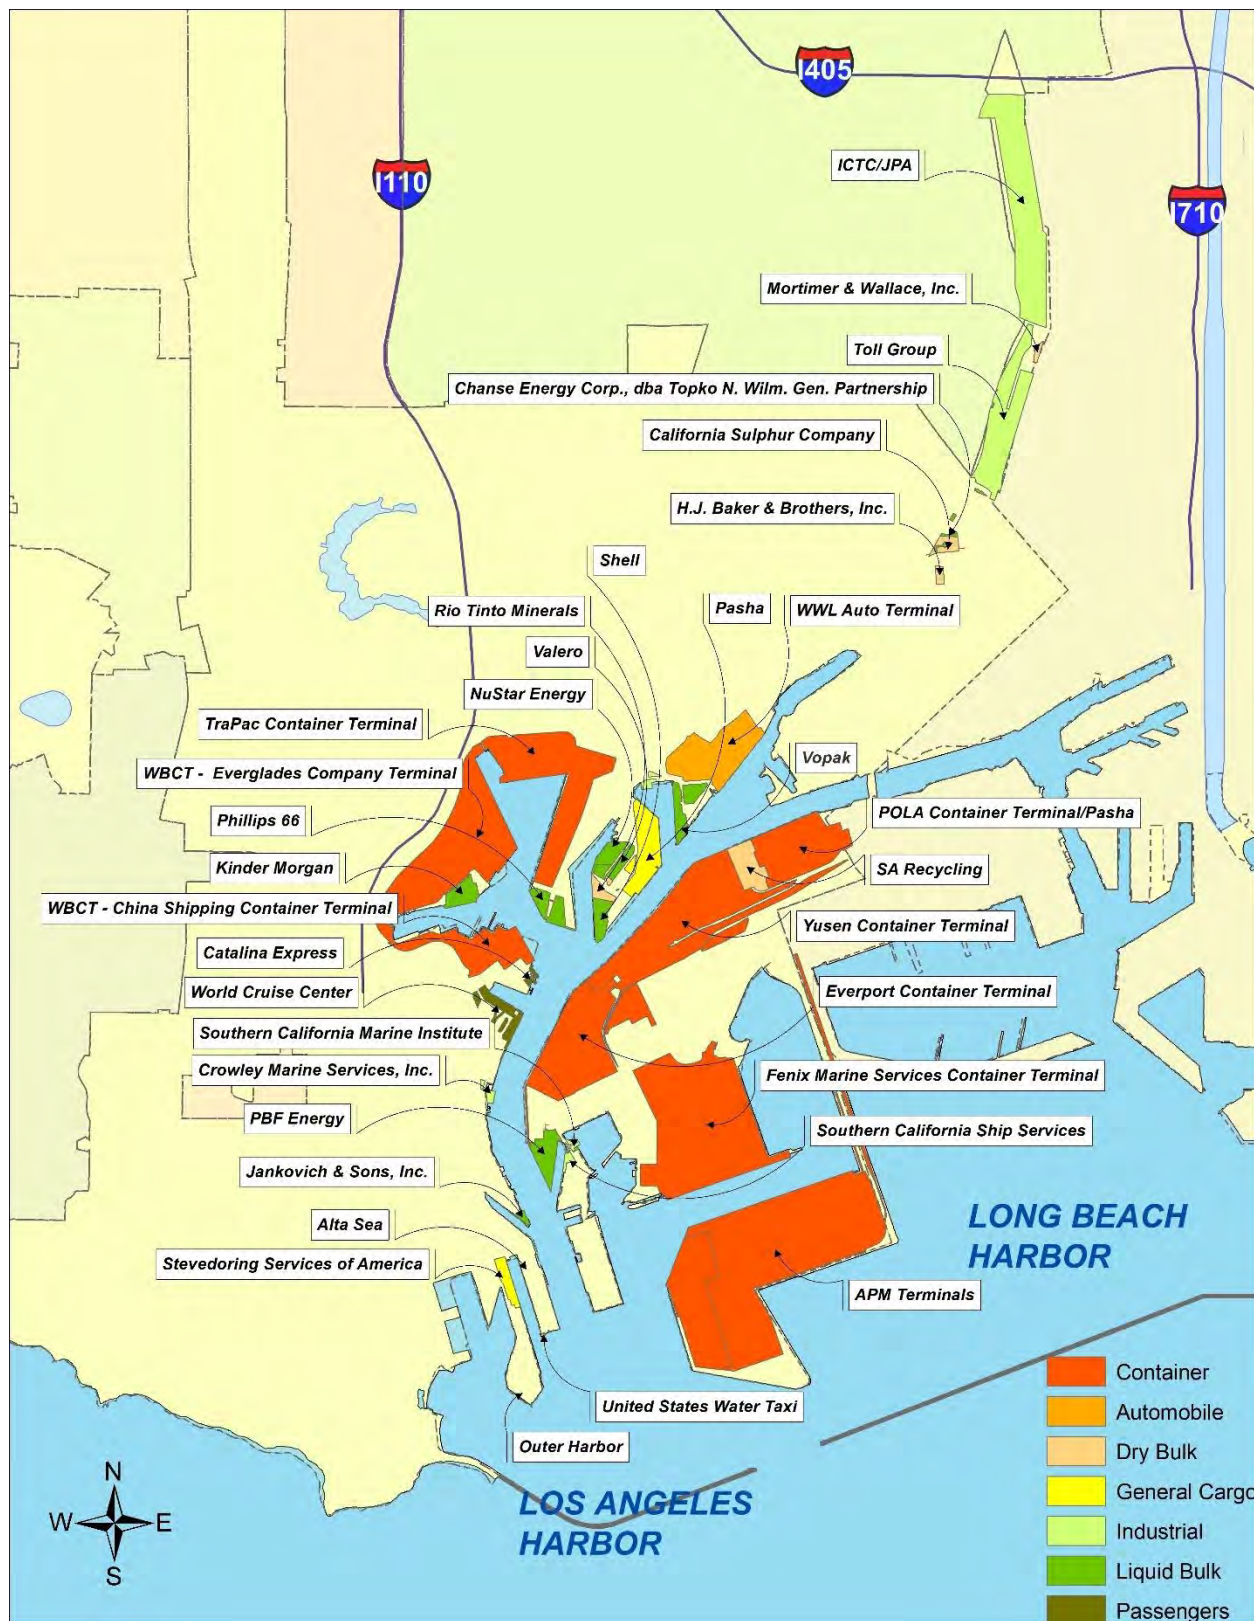 I405
I110
ICTC/JPA
I710
Mortimer & Wallace, Inc.
Toll Group
Chanse Energy Corp., dba Topko N. Wilm. Gen. Partnership
California Sulphur Company
H.J. Baker & Brothers, Inc.
Shell
Rio Tinto Minerals
Pasha
WWL Auto Terminal
Valero
NuStar Energy
TraPac Container Terminal
WBCT - Everglades Company Terminal
Vopak
Phillips 66
POLA Container Terminal/Pasha
Kinder Morgan
SA Recycling
WBCT - China Shipping Container Terminal
Yusen Container Terminal
Catalina Express
World Cruise Center
Everport Container Terminal
Southern California Marine Institute
Crowley Marine Services, Inc.
Fenix Marine Services Container Terminal
PBF Energy
Southern California Ship Services
Jankovich & Sons, Inc.
Alta Sea
LONG BEACH
HARBOR
Stevedoring Services of America
APM Terminals
United States Water Taxi
Outer Harbor
LOS ANGELES
HARBOR
N
W E
S
Container
Automobile
Dry Bulk
General Cargo
Industrial
Liquid Bulk
Passengers